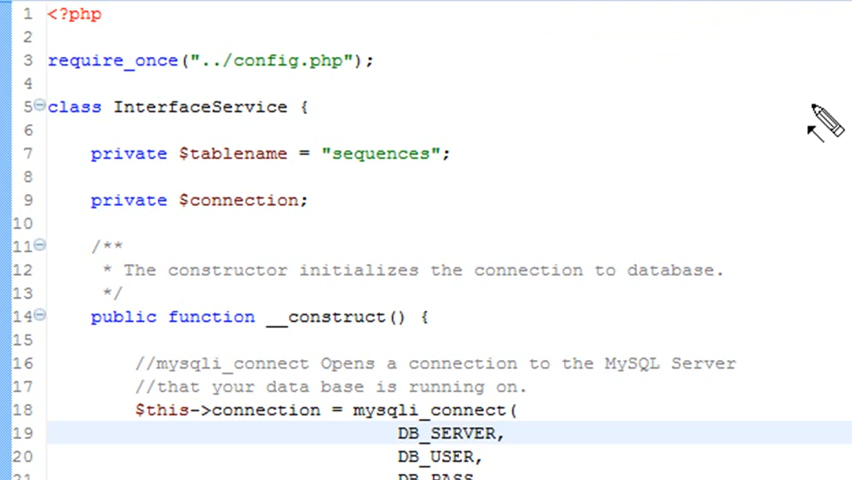 1 <?php
2
3 require_once("../config.php");
4
5 class InterfaceService {
6
7 private $tablename = "sequences";
8
9 private $connection;
10
11 /**
12 * The constructor initializes the connection to database.
13 */
14 public function __construct() {
15
16 //mysqli_connect Opens a connection to the MySQL Server
17 //that your data base is running on.
18 $this->connection = mysqli_connect(
19 DB_SERVER,
20 DB_USER,
21 DB_PASS